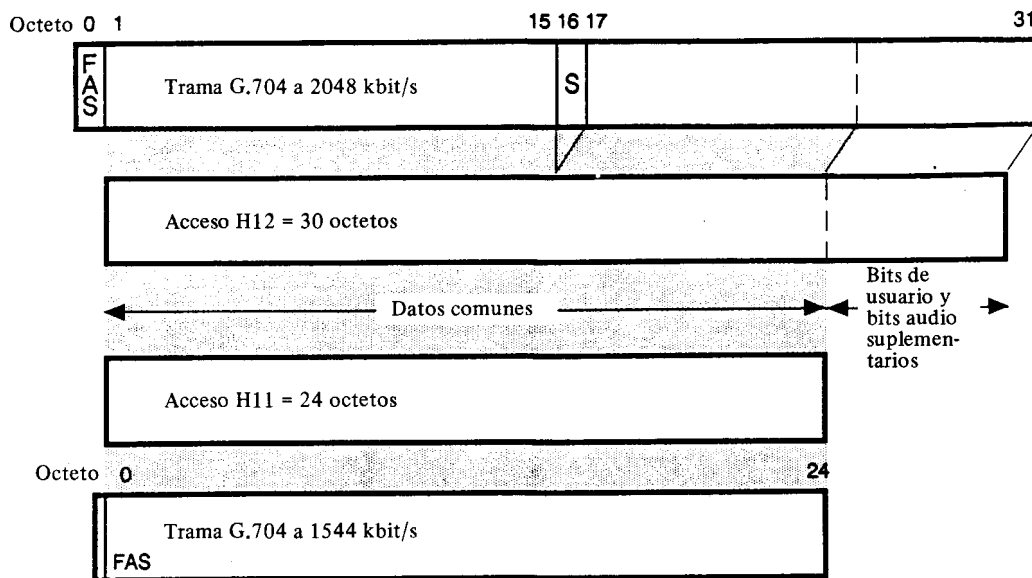 Octeto 0 1 15 16 17 31
FAS
Trama G.704 a 2048 kbit/s
S
Acceso H12 = 30 octetos
Datos comunes
Bits de
usuario y
bits audio
suplemen-
tarios
Acceso H11 = 24 octetos
Octeto 0 24
Trama G.704 a 1544 kbit/s
FAS